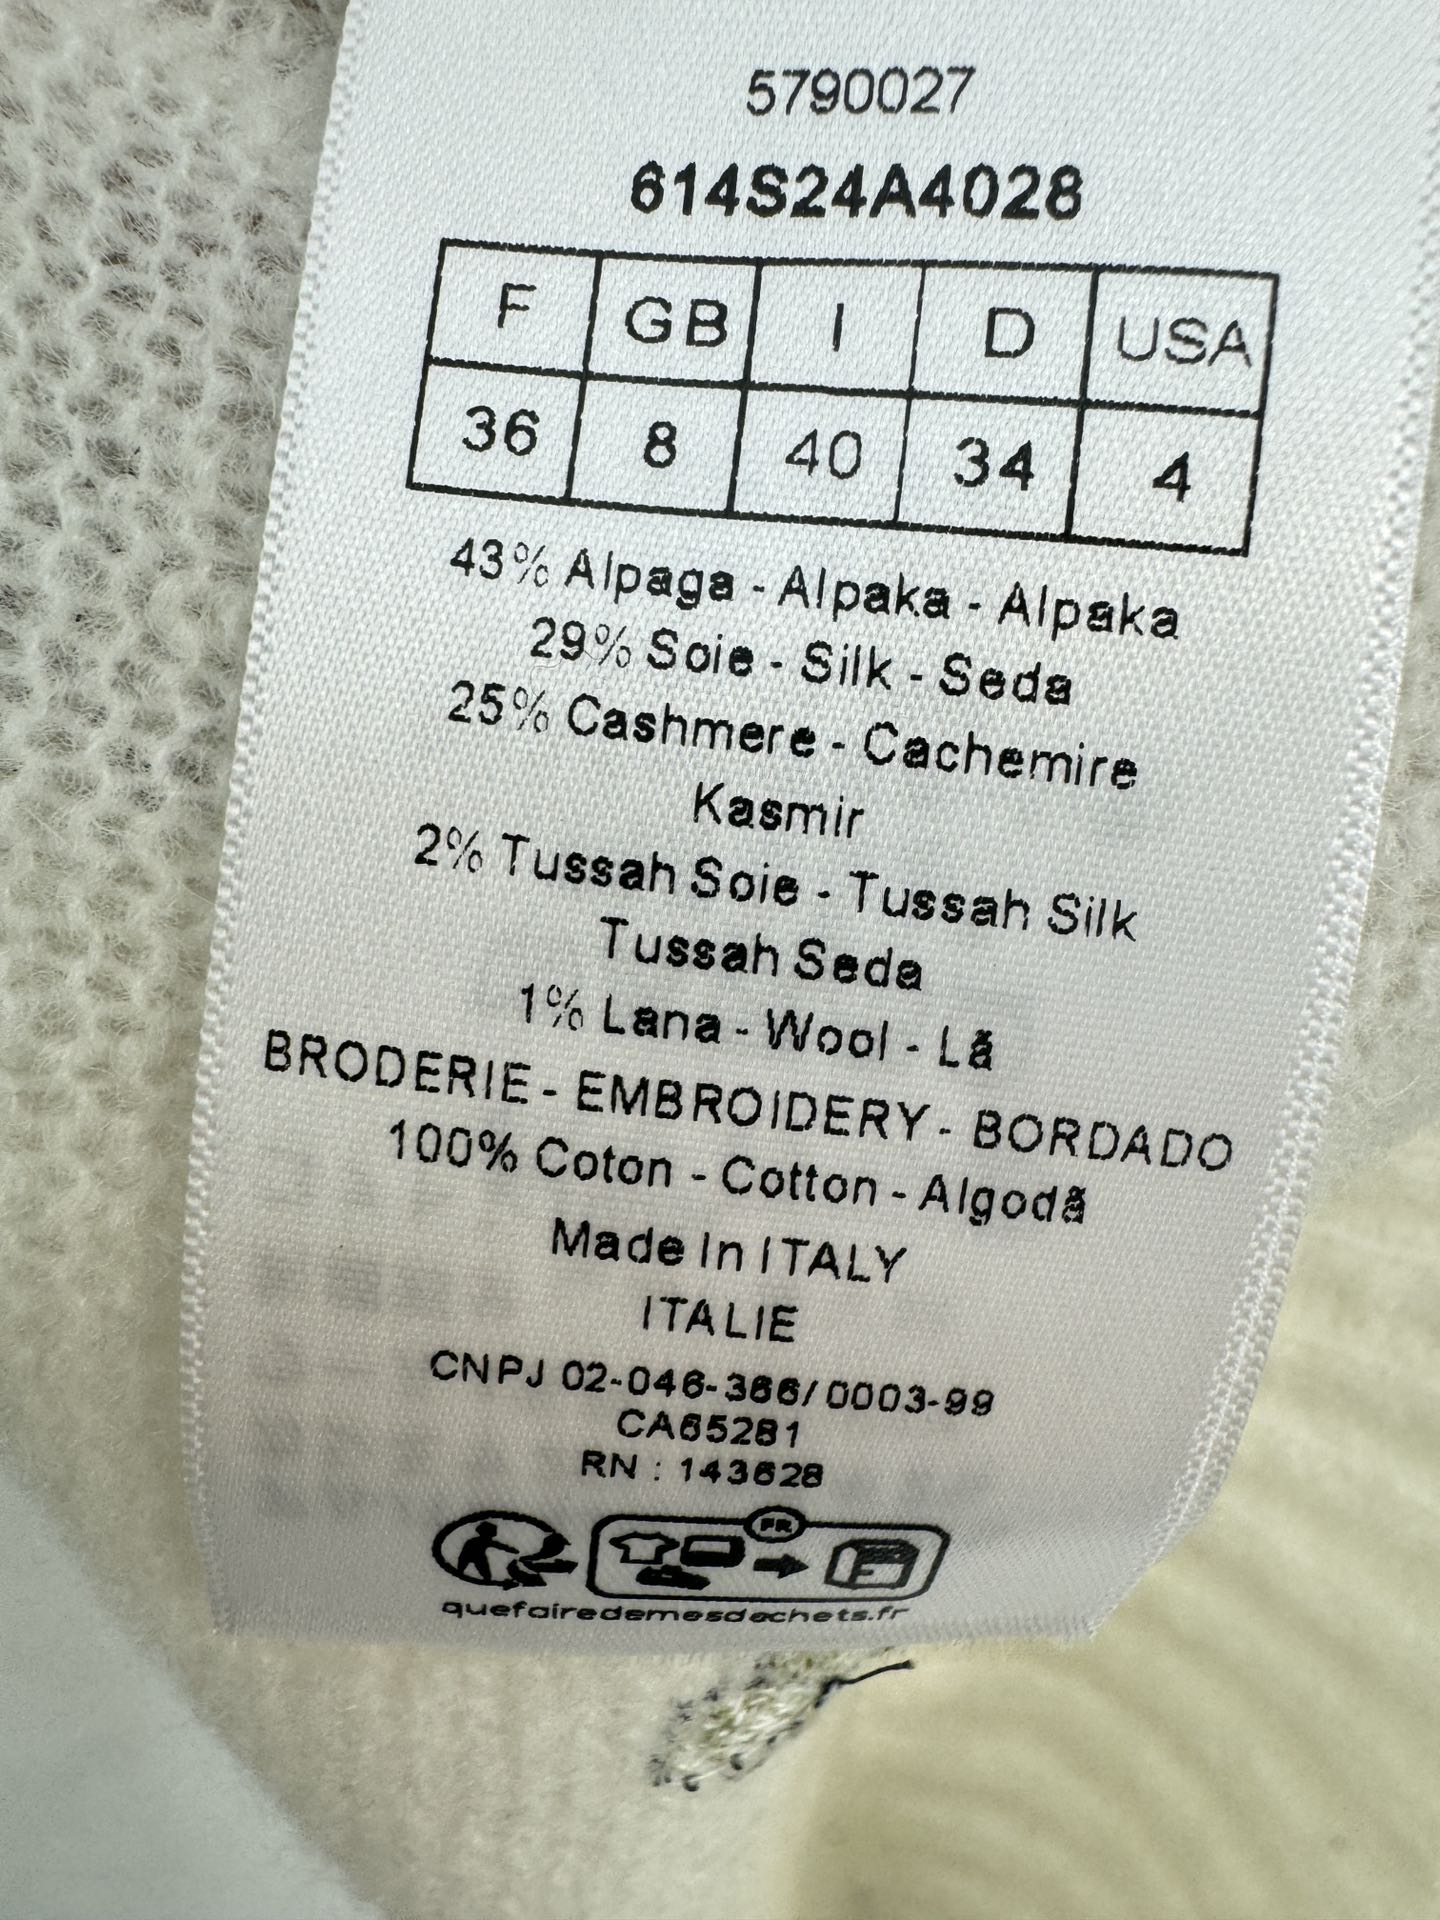 5790027
614S24A4028
F GB I D USA
36 8 40 34 4
43% Alpaga - Alpaka - Alpaka
29% Soie - Silk - Seda
25% Cashmere - Cachemire
Kasmir
2% Tussah Soie - Tussah Silk
Tussah Seda
1% Lana - Wool - Lã
BRODERIE - EMBROIDERY - BORDADO
100% Coton - Cotton - Algodã
Made In ITALY
ITALIE
CNPJ 02-046-366/0003-99
CA65281
RN : 143628
FR
quefairedemesdechets.fr